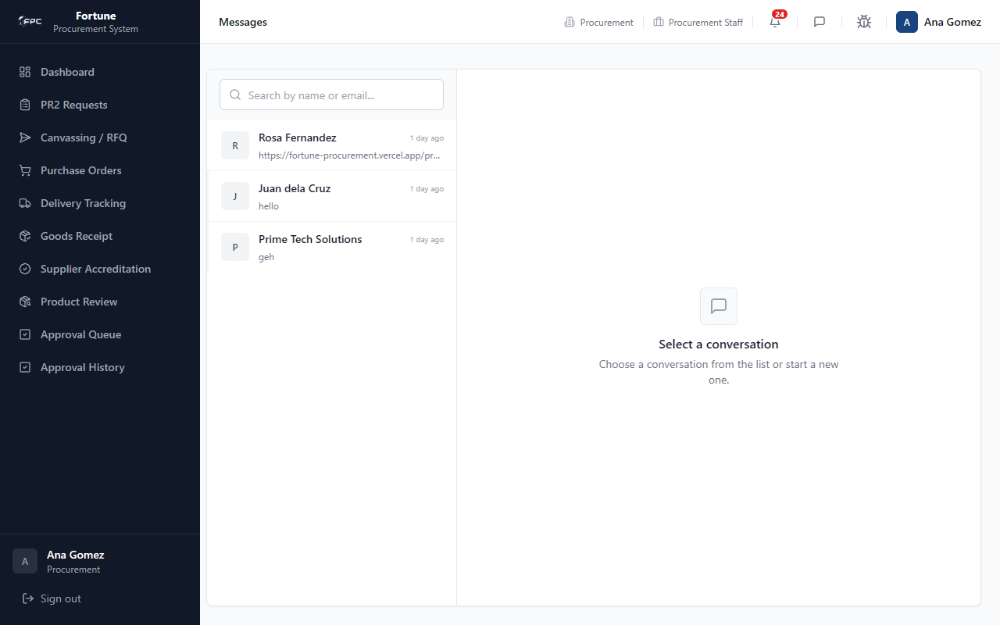 FPC
Fortune
Procurement System
Messages
Procurement
Procurement Staff
24
A
Ana Gomez
Dashboard
PR2 Requests
Canvassing / RFQ
Purchase Orders
Delivery Tracking
Goods Receipt
Supplier Accreditation
Product Review
Approval Queue
Approval History
A
Ana Gomez
Procurement
Sign out
Search by name or email...
R
Rosa Fernandez
1 day ago
https://fortune-procurement.vercel.app/pr...
J
Juan dela Cruz
1 day ago
hello
P
Prime Tech Solutions
1 day ago
geh
Select a conversation
Choose a conversation from the list or start a new
one.